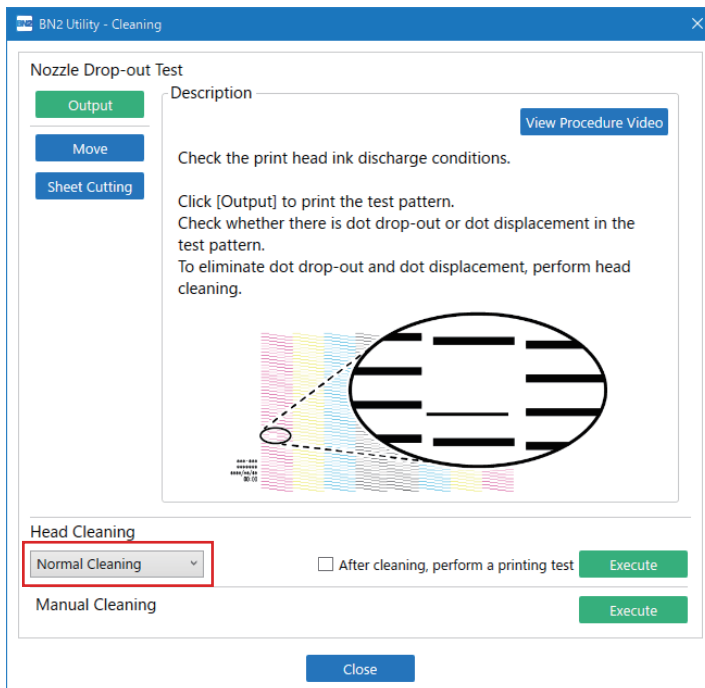 BN2 BN2 Utility - Cleaning
Nozzle Drop-out Test
Output
Description
View Procedure Video
Move
Sheet Cutting
Check the print head ink discharge conditions.
Click [Output] to print the test pattern.
Check whether there is dot drop-out or dot displacement in the
test pattern.
To eliminate dot drop-out and dot displacement, perform head
cleaning.
Head Cleaning
Normal Cleaning
After cleaning, perform a printing test
Execute
Manual Cleaning
Execute
Close